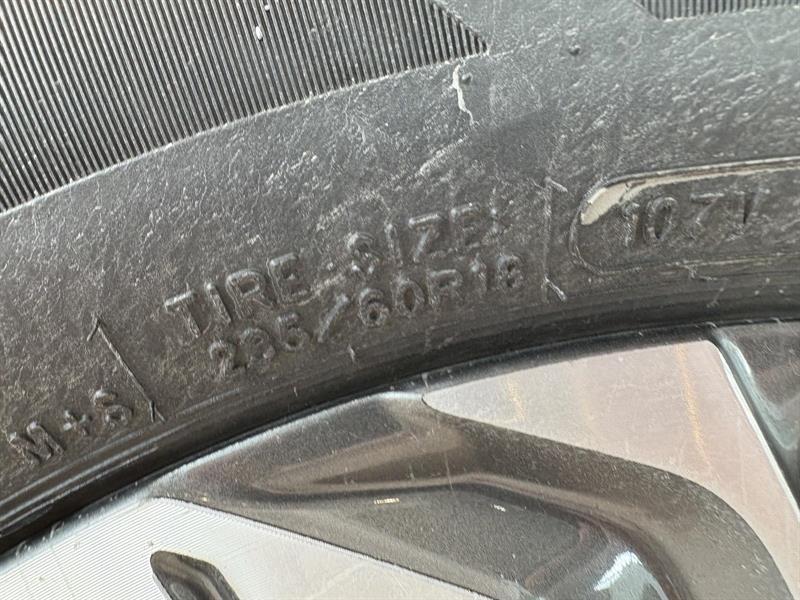 TIRE SIZE:
235/60R18
107V
M+S